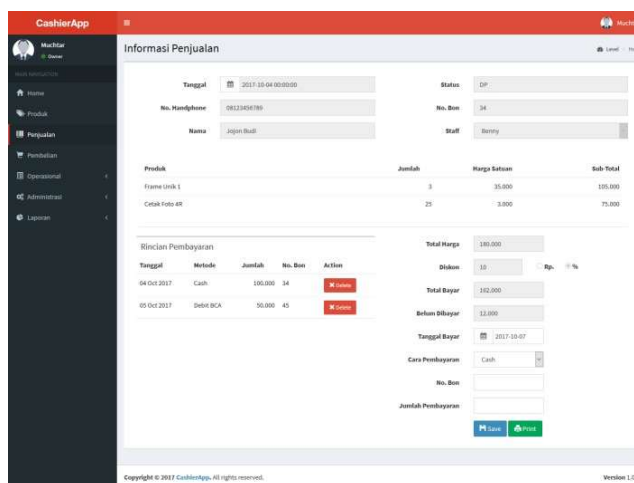 CashierApp
Muchtar
Owner
MAIN NAVIGATION
Home
Produk
Penjualan
Pembelian
Operasional
Administrasi
Laporan
Informasi Penjualan
Level
Tanggal 2017-10-04 00:00:00 Status DP
No. Handphone 08123456789 No. Bon 34
Nama Jojon Budi Staff Benny
Produk Jumlah Harga Satuan Sub-Total
Frame Unik 1 3 35.000 105.000
Cetak Foto 4R 25 3.000 75.000
Rincian Pembayaran
Tanggal Metode Jumlah No. Bon Action
04 Oct 2017 Cash 100.000 34 Delete
05 Oct 2017 Debit BCA 50.000 45 Delete
Total Harga 180.000
Diskon 10 Rp. %
Total Bayar 162.000
Belum Dibayar 12.000
Tanggal Bayar 2017-10-07
Cara Pembayaran Cash
No. Bon
Jumlah Pembayaran
Save Print
Copyright © 2017 CashierApp. All rights reserved.
Version 1.